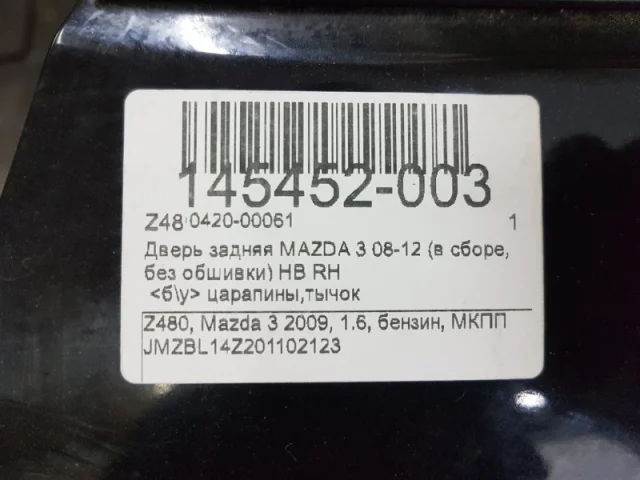 145452-003
Z48 0420-00061 1
Дверь задняя MAZDA 3 08-12 (в сборе,
без обшивки) HB RH
<б\у> царапины,тычок
Z480, Mazda 3 2009, 1.6, бензин, МКПП
JMZBL14Z201102123